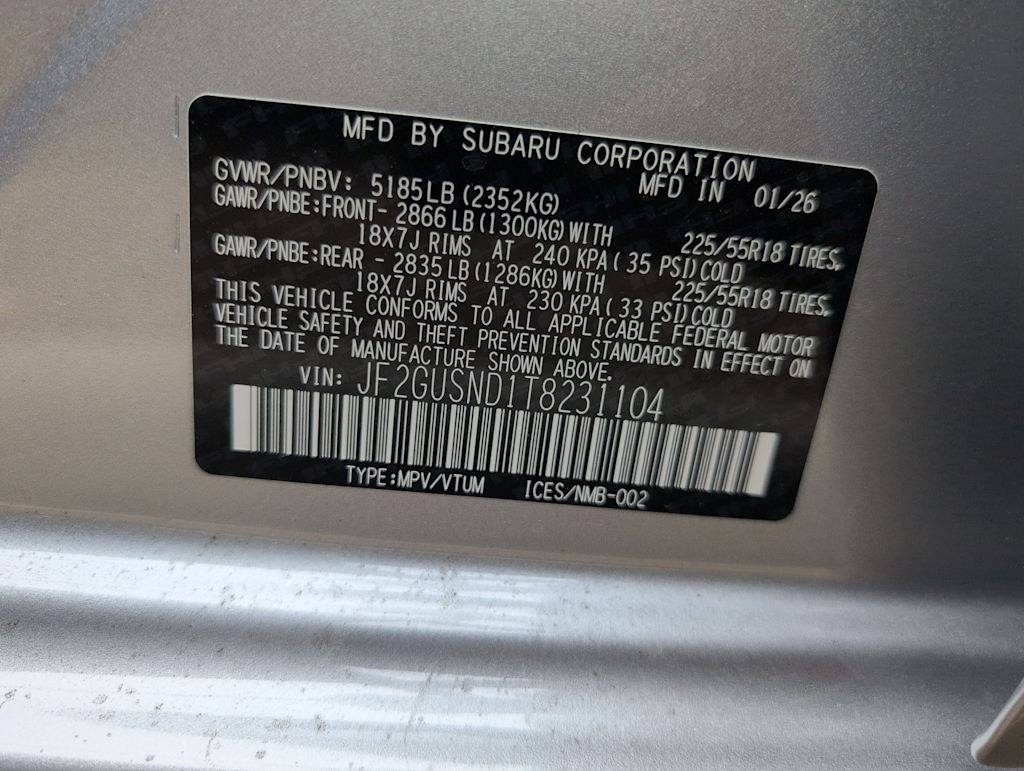 MFD BY SUBARU CORPORATION
MFD IN 01/26
GVWR/PNBV: 5185LB (2352KG)
GAWR/PNBE:FRONT- 2866 LB (1300KG) WITH 225/55R18 TIRES,
18X7J RIMS AT 240 KPA ( 35 PSI) COLD
GAWR/PNBE:REAR - 2835 LB (1286KG) WITH 225/55R18 TIRES,
18X7J RIMS AT 230 KPA ( 33 PSI) COLD
THIS VEHICLE CONFORMS TO ALL APPLICABLE FEDERAL MOTOR
VEHICLE SAFETY AND THEFT PREVENTION STANDARDS IN EFFECT ON
THE DATE OF MANUFACTURE SHOWN ABOVE.
VIN: JF2GUSND1T8231104
TYPE:MPV/VTUM ICES/NMB-002